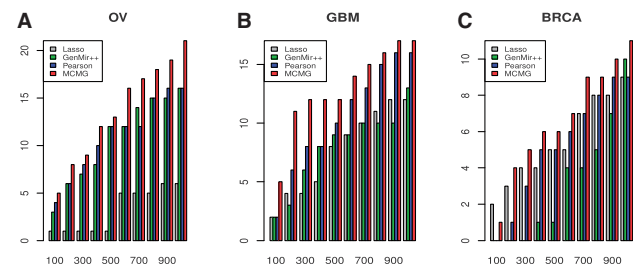 A
OV
Lasso
GenMir++
Pearson
MCMG
0
5
10
15
20
100 300 500 700 900
B
GBM
Lasso
GenMir++
Pearson
MCMG
0
5
10
15
100 300 500 700 900
C
BRCA
Lasso
GenMir++
Pearson
MCMG
0
2
4
6
8
10
100 300 500 700 900